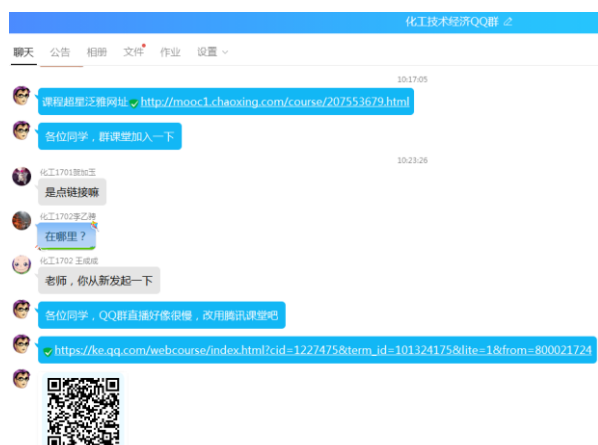 化工技术经济QQ群
聊天 公告 相册 文件 作业 设置
10:17:05
课程超星泛雅网址 http://mooc1.chaoxing.com/course/207553679.html
各位同学，群课堂加入一下
10:23:26
化工1701贺加玉
是点链接嘛
化工1702李乙骋
在哪里？
化工1702 王成成
老师，你从新发起一下
各位同学，QQ群直播好像很慢，改用腾讯课堂吧
https://ke.qq.com/webcourse/index.html?cid=1227475&term_id=101324175&lite=1&from=800021724